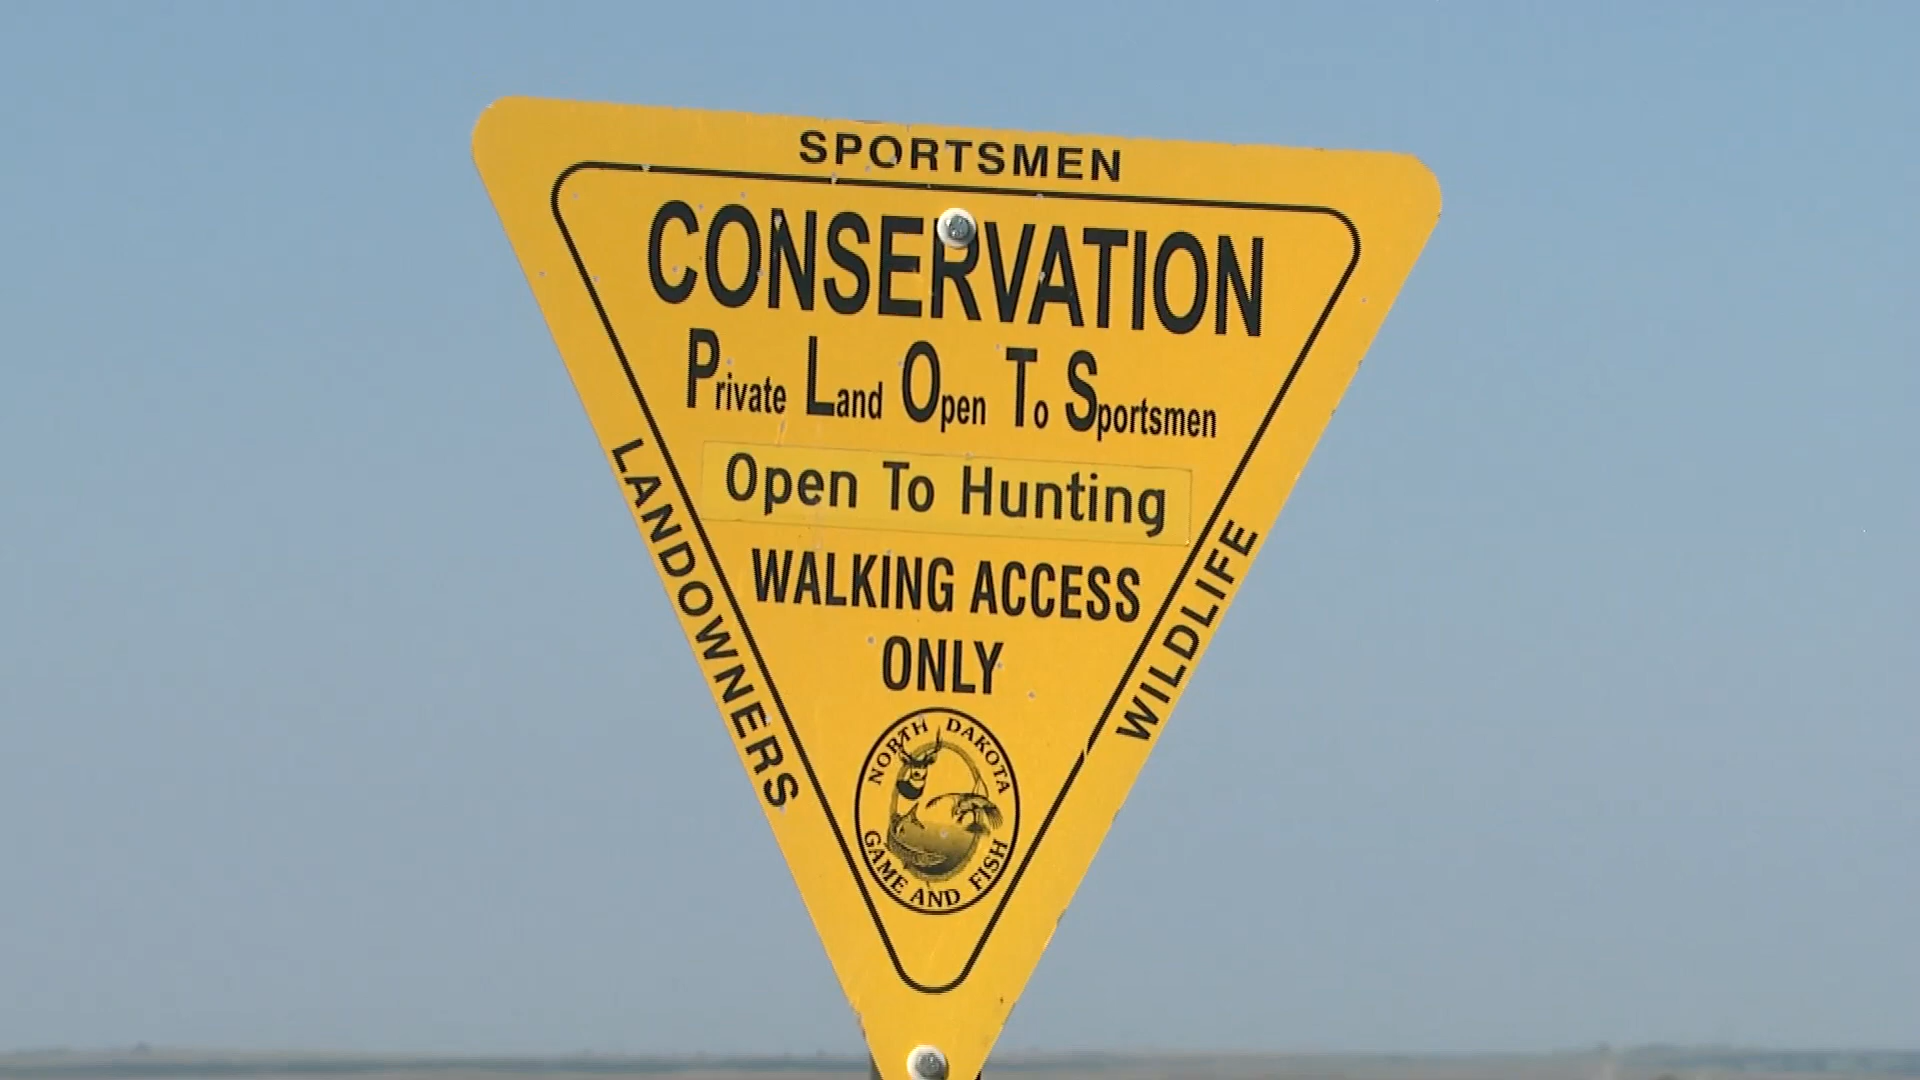 SPORTSMEN
CONSERVATION
Private Land Open To Sportsmen
Open To Hunting
WALKING ACCESS
ONLY
LANDOWNERS
WILDLIFE
NORTH DAKOTA
GAME AND FISH